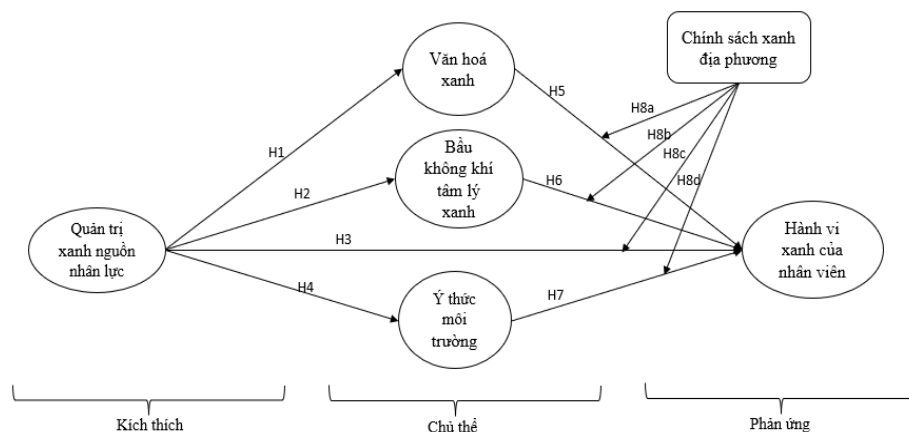 Chính sách xanh
địa phương
Văn hoá
xanh
H5
H8a
H8b
H8c
H8d
H1
Bầu
không khí
tâm lý
xanh
H2
H6
Quản trị
xanh nguồn
nhân lực
H3
Hành vi
xanh của
nhân viên
H4
Ý thức
môi
trường
H7
Kích thích
Chủ thể
Phản ứng